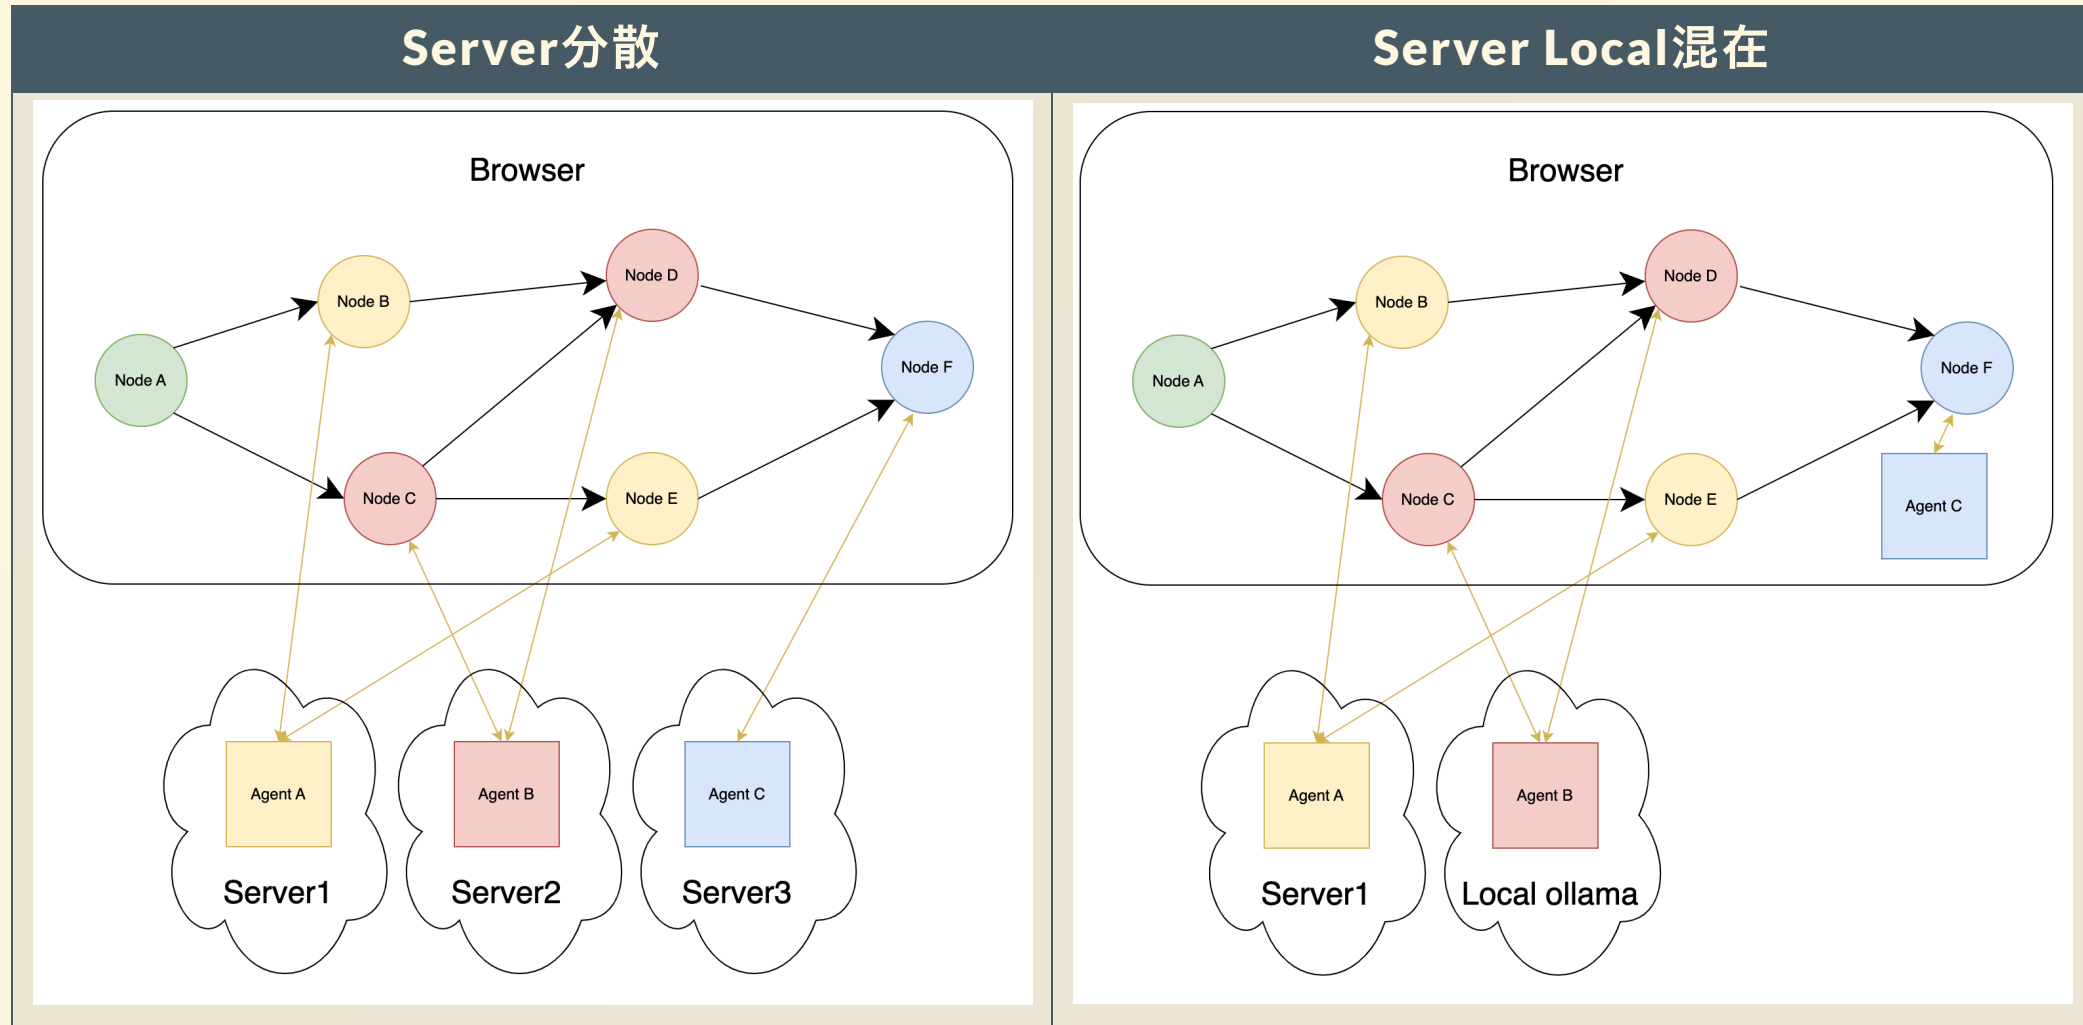 Server分散
Browser
Node D
Node B
Node F
Node A
Node C
Node E
Agent A
Agent B
Agent C
Server1
Server2
Server3
Server Local混在
Browser
Node D
Node B
Node F
Node A
Node C
Node E
Agent C
Agent A
Agent B
Server1
Local ollama